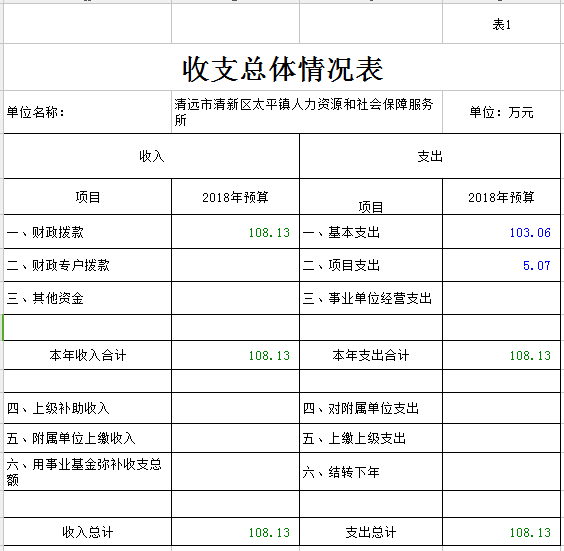 表1
收支总体情况表
单位名称：
清远市清新区太平镇人力资源和社会保障服务
所
单位：万元
收入
支出
项目
2018年预算
项目
2018年预算
一、财政拨款
108.13
一、基本支出
103.06
二、财政专户拨款
二、项目支出
5.07
三、其他资金
三、事业单位经营支出
本年收入合计
108.13
本年支出合计
108.13
四、上级补助收入
四、对附属单位支出
五、附属单位上缴收入
五、上缴上级支出
六、用事业基金弥补收支总
额
六、结转下年
收入总计
108.13
支出总计
108.13